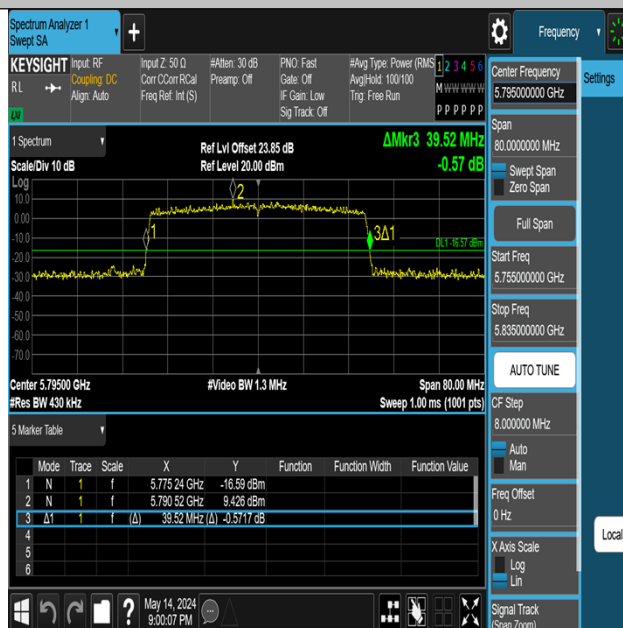 Spectrum Analyzer 1
Swept SA
+
Frequency
KEYSIGHT
RL
LXI
Input: RF
Coupling: DC
Align: Auto
Input Z: 50 Ω
Corr CCorr RCal
Freq Ref: Int (S)
#Atten: 30 dB
Preamp: Off
PNO: Fast
Gate: Off
IF Gain: Low
Sig Track: Off
#Avg Type: Power (RMS
Avg|Hold: 100/100
Trig: Free Run
1 2 3 4 5 6
M W W W W W
P P P P P P
Center Frequency
5.795000000 GHz
Settings
Span
80.0000000 MHz
Swept Span
Zero Span
Full Span
Start Freq
5.755000000 GHz
Stop Freq
5.835000000 GHz
AUTO TUNE
CF Step
8.000000 MHz
Auto
Man
Freq Offset
0 Hz
X Axis Scale
Log
Lin
Signal Track
(Span Zoom)
Local
1 Spectrum
Scale/Div 10 dB
Log
Ref Lvl Offset 23.85 dB
Ref Level 20.00 dBm
ΔMkr3 39.52 MHz
-0.57 dB
10.0
0.00
-10.0
-20.0
-30.0
-40.0
-50.0
-60.0
-70.0
1
2
3Δ1
DL1 -16.57 dBm
Center 5.79500 GHz
#Res BW 430 kHz
#Video BW 1.3 MHz
Span 80.00 MHz
Sweep 1.00 ms (1001 pts)
5 Marker Table
Mode Trace Scale X Y Function Function Width Function Value
1 N 1 f 5.775 24 GHz -16.59 dBm
2 N 1 f 5.790 52 GHz 9.426 dBm
3 Δ1 1 f (Δ) 39.52 MHz (Δ) -0.5717 dB
4
5
6
?
May 14, 2024
9:00:07 PM